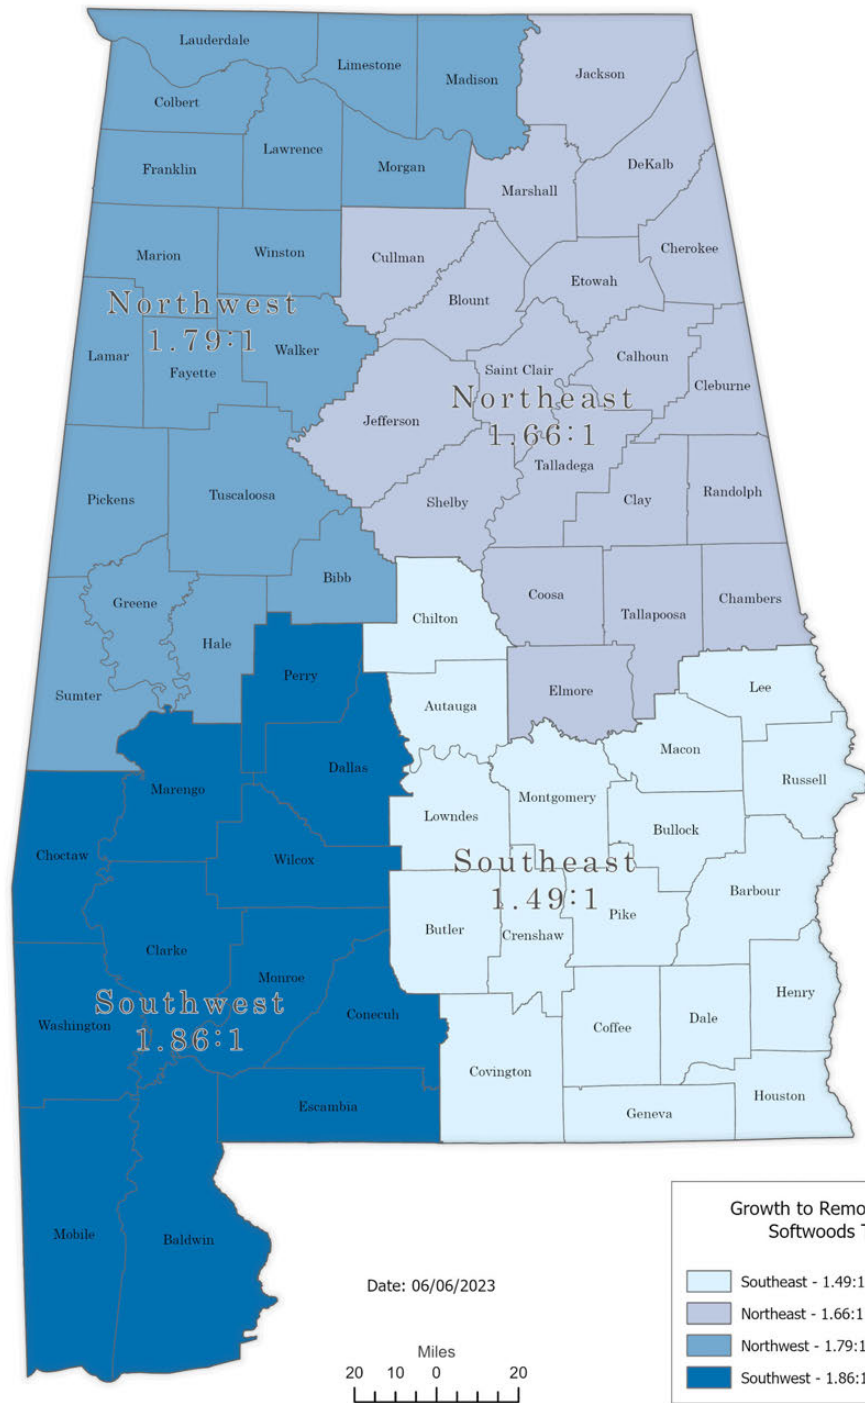 Lauderdale
Limestone
Madison
Jackson
Colbert
Lawrence
Franklin
Morgan
DeKalb
Marshall
Cherokee
Marion
Winston
Cullman
Etowah
Blount
Northwest
1.79:1
Lamar
Fayette
Walker
Saint Clair
Calhoun
Cleburne
Northeast
1.66:1
Jefferson
Talladega
Pickens
Tuscaloosa
Shelby
Clay
Randolph
Bibb
Greene
Hale
Chilton
Coosa
Tallapoosa
Chambers
Sumter
Perry
Autauga
Elmore
Lee
Macon
Dallas
Russell
Marengo
Lowndes
Montgomery
Bullock
Choctaw
Wilcox
Southeast
1.49:1
Barbour
Butler
Crenshaw
Pike
Clarke
Monroe
Southwest
1.86:1
Washington
Conecuh
Coffee
Dale
Henry
Covington
Escambia
Geneva
Houston
Mobile
Baldwin
Date: 06/06/2023
Miles
20 10 0 20
Growth to Remo
Softwoods T
Southeast - 1.49:1
Northeast - 1.66:1
Northwest - 1.79:1
Southwest - 1.86:1